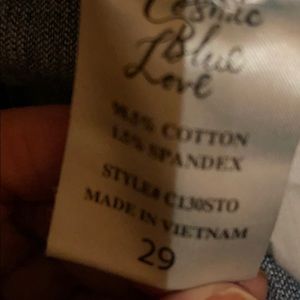 Cosmic
Blue
Love
98.5% COTTON
1.5% SPANDEX
STYLE# C130STO
MADE IN VIETNAM
29